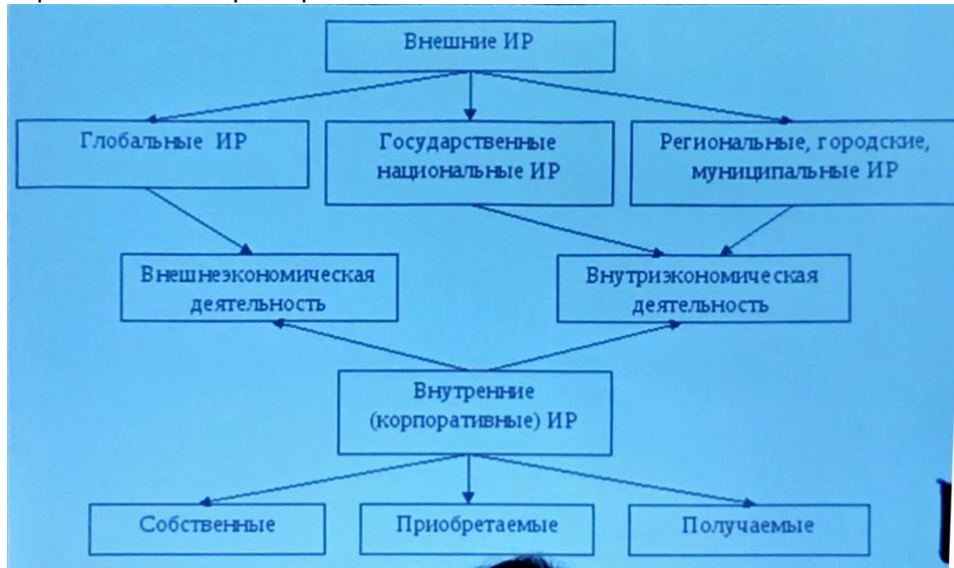 Внешние ИР
Глобальные ИР
Государственные
национальные ИР
Региональные, городские,
муниципальные ИР
Внешнеэкономическая
деятельность
Внутриэкономическая
деятельность
Внутренние
(корпоративные) ИР
Собственные
Приобретаемые
Получаемые